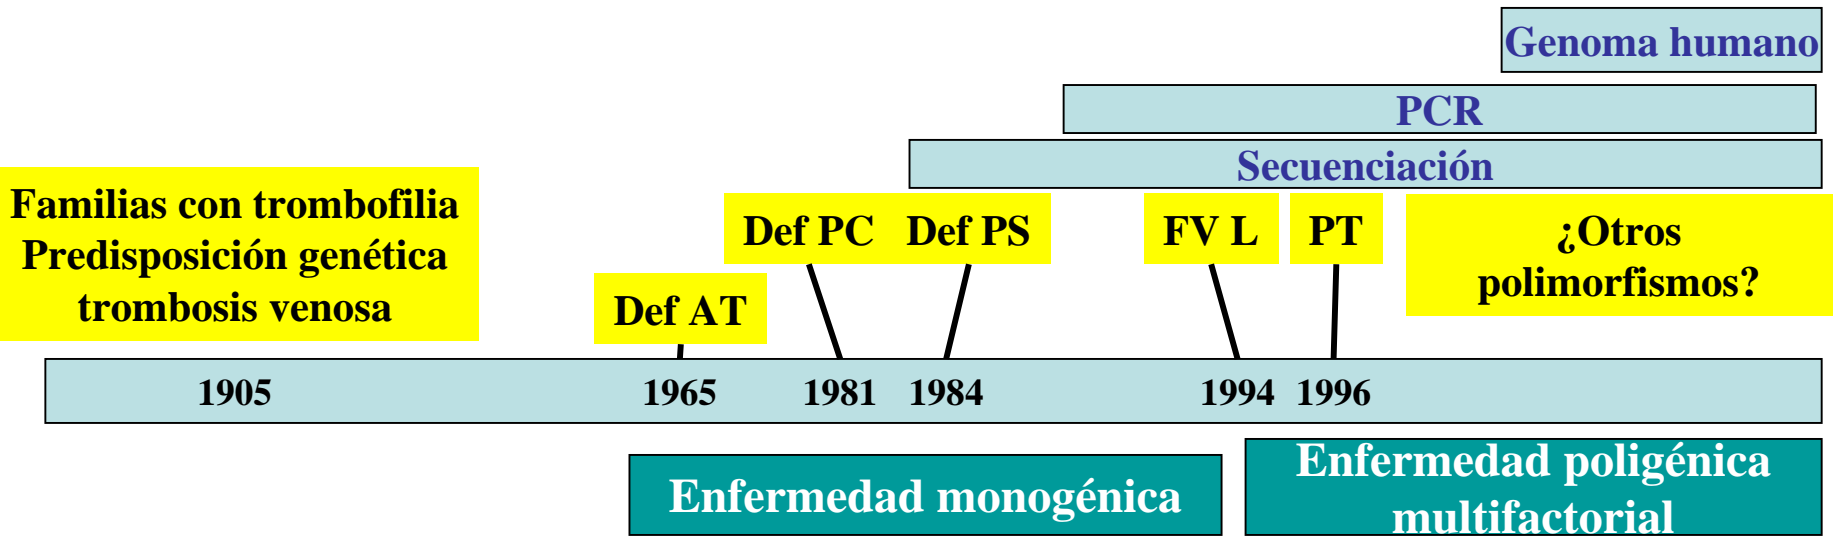 Genoma humano
PCR
Secuenciación
Familias con trombofilia
Predisposición genética
trombosis venosa
Def AT
Def PC
Def PS
FV L
PT
¿Otros
polimorfismos?
1905
1965
1981
1984
1994
1996
Enfermedad monogénica
Enfermedad poligénica
multifactorial